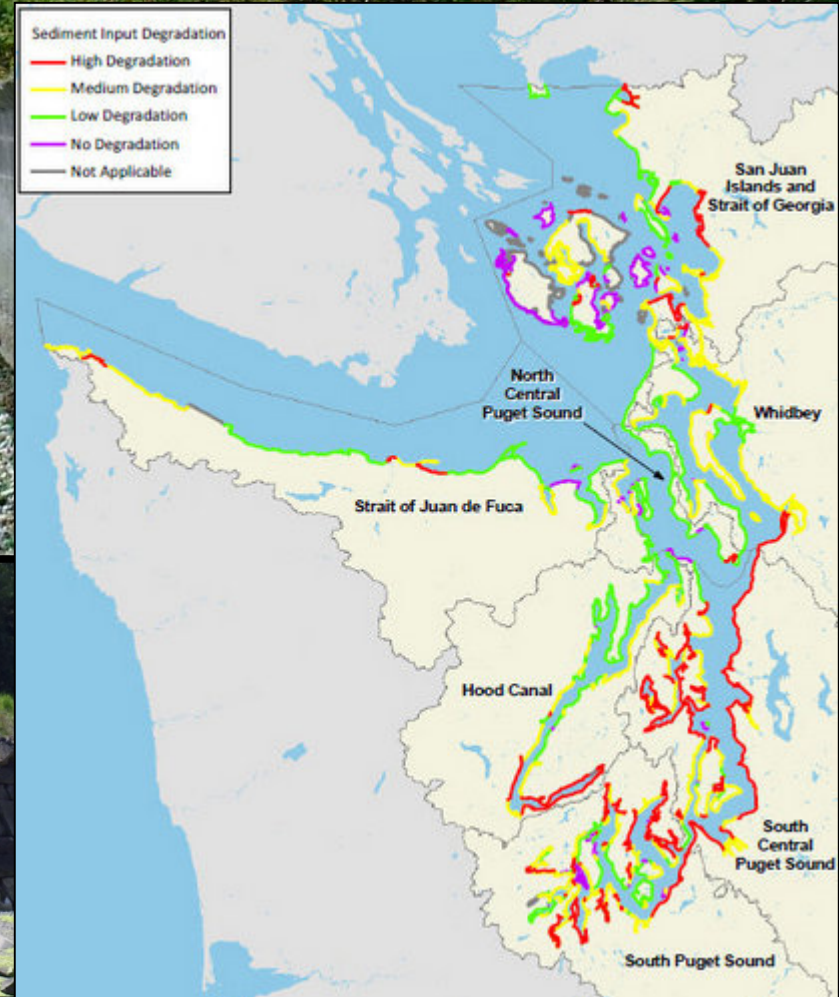 Sediment Input Degradation
High Degradation
Medium Degradation
Low Degradation
No Degradation
Not Applicable
San Juan
Islands and
Strait of Georgia
North
Central
Puget Sound
Whidbey
Strait of Juan de Fuca
Hood Canal
South
Central
Puget Sound
South Puget Sound